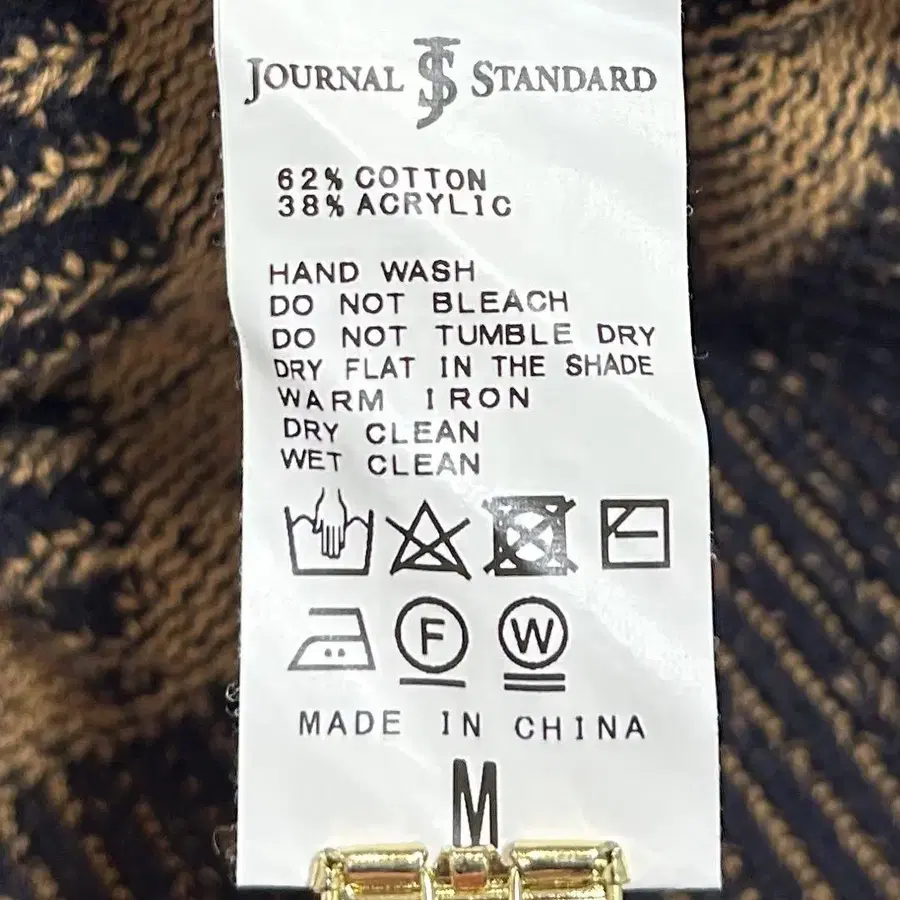 JOURNAL JS STANDARD
62% COTTON
38% ACRYLIC
HAND WASH
DO NOT BLEACH
DO NOT TUMBLE DRY
DRY FLAT IN THE SHADE
WARM IRON
DRY CLEAN
WET CLEAN
F W
MADE IN CHINA
M